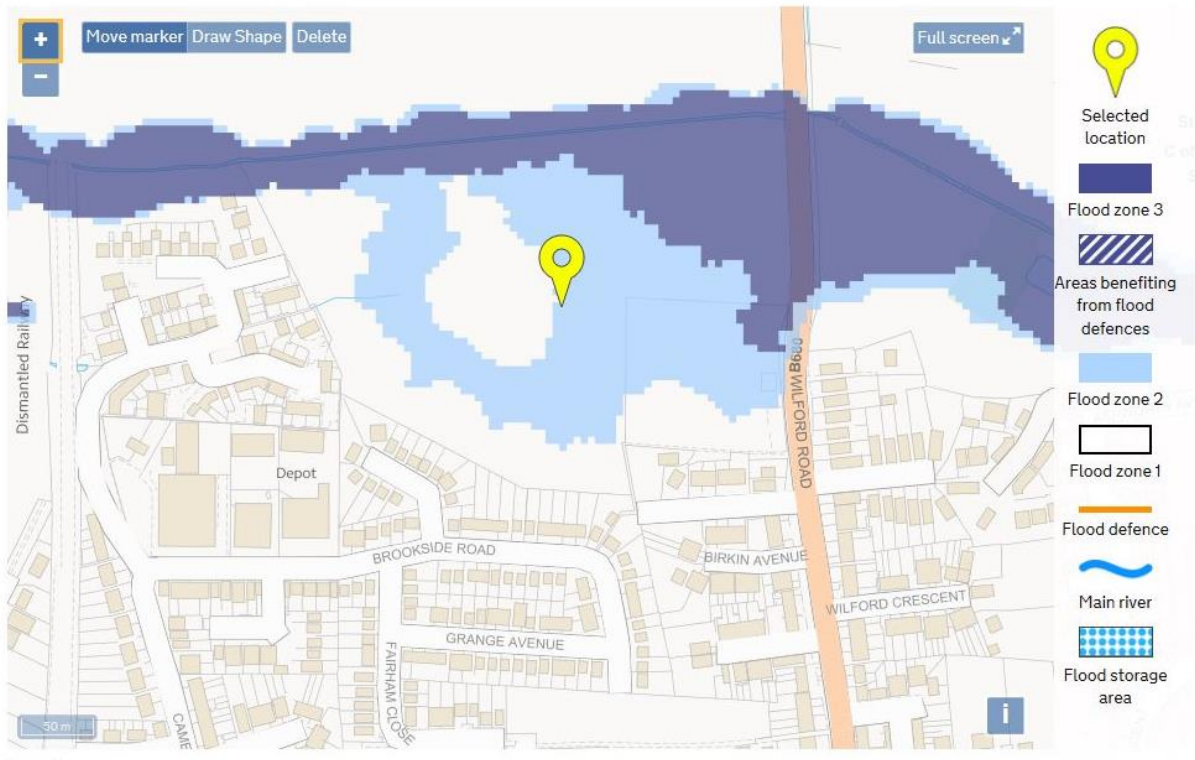 +
−
Move marker
Draw Shape
Delete
Full screen
Selected
location
Flood zone 3
Areas benefiting
from flood
defences
Flood zone 2
Flood zone 1
Flood defence
Main river
Flood storage
area
Dismantled Railway
Depot
BROOKSIDE ROAD
GRANGE AVENUE
FAIRHAM CLOSE
CAME
B680
WILFORD ROAD
BIRKIN AVENUE
WILFORD CRESCENT
50 m
i